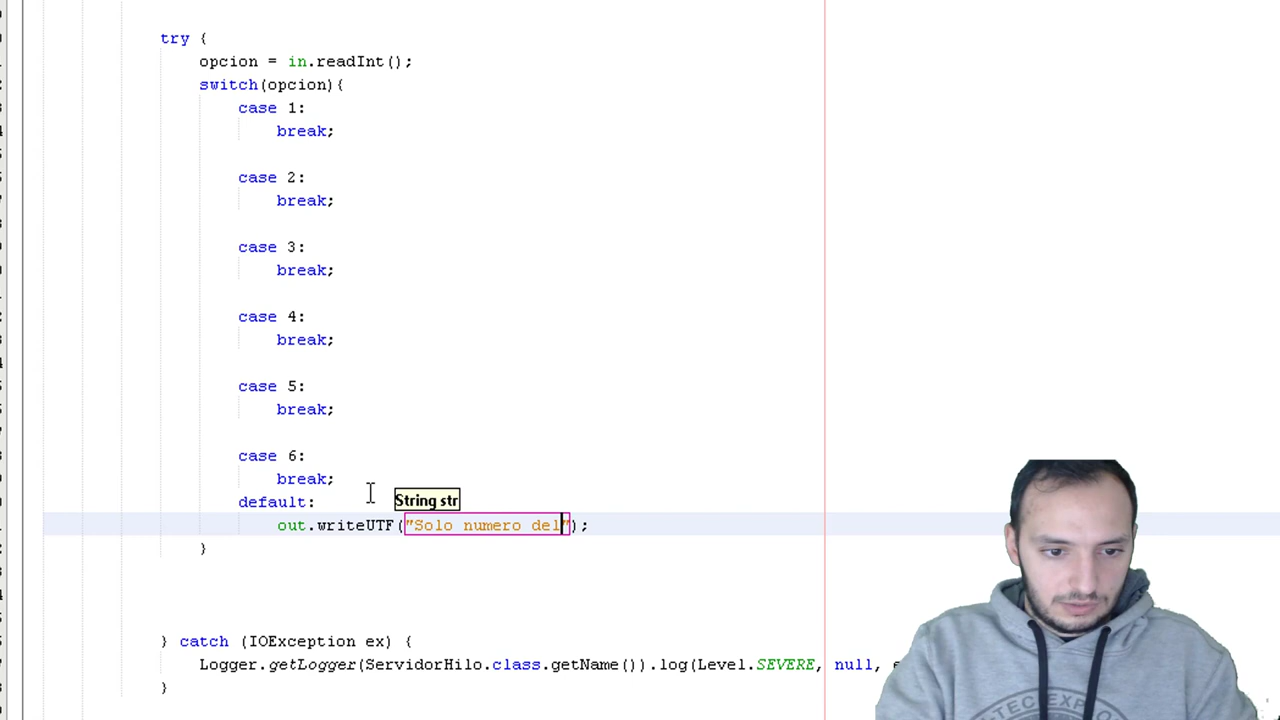 try {
opcion = in.readInt();
switch(opcion){
case 1:
break;
case 2:
break;
case 3:
break;
case 4:
break;
case 5:
break;
case 6:
break;
default:
String str
out.writeUTF("Solo numero del");
}
} catch (IOException ex) {
Logger.getLogger(ServidorHilo.class.getName()).log(Level.SEVERE, null,
}